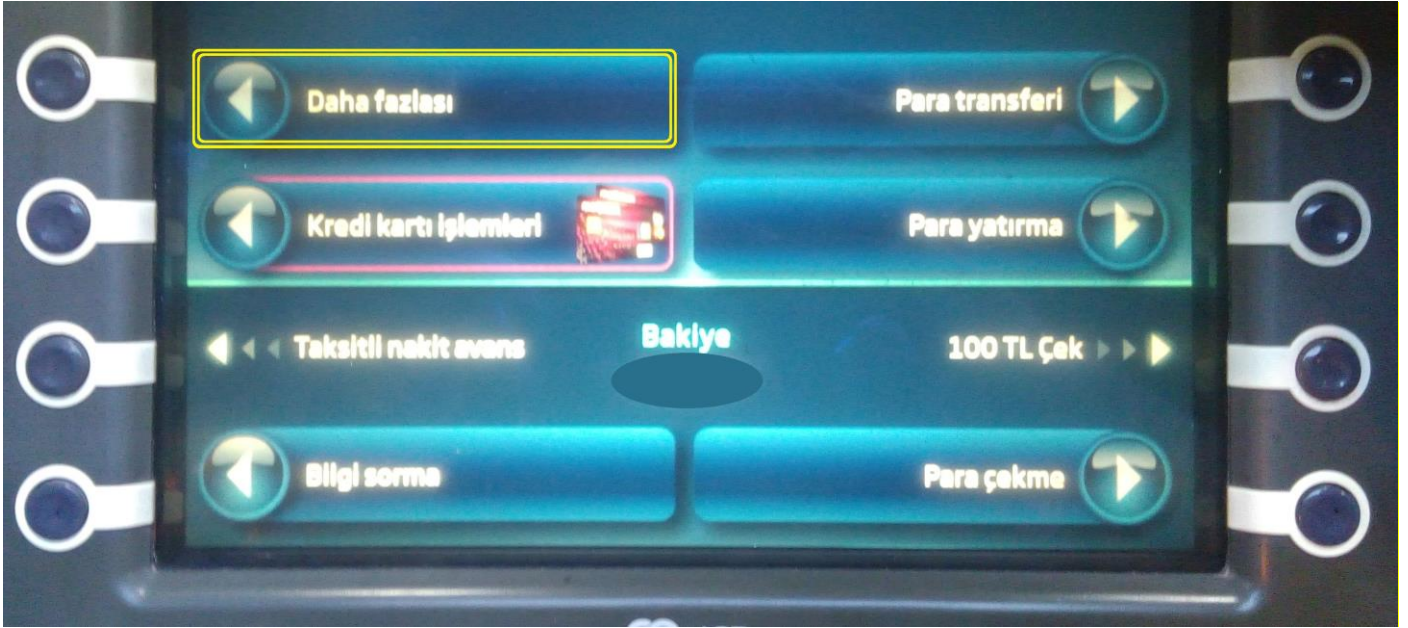 Daha fazlası
Para transferi
Kredi kartı işlemleri
Para yatırma
Taksitli nakit avans
Bakiye
100 TL Çek
Bilgi sorma
Para çekme